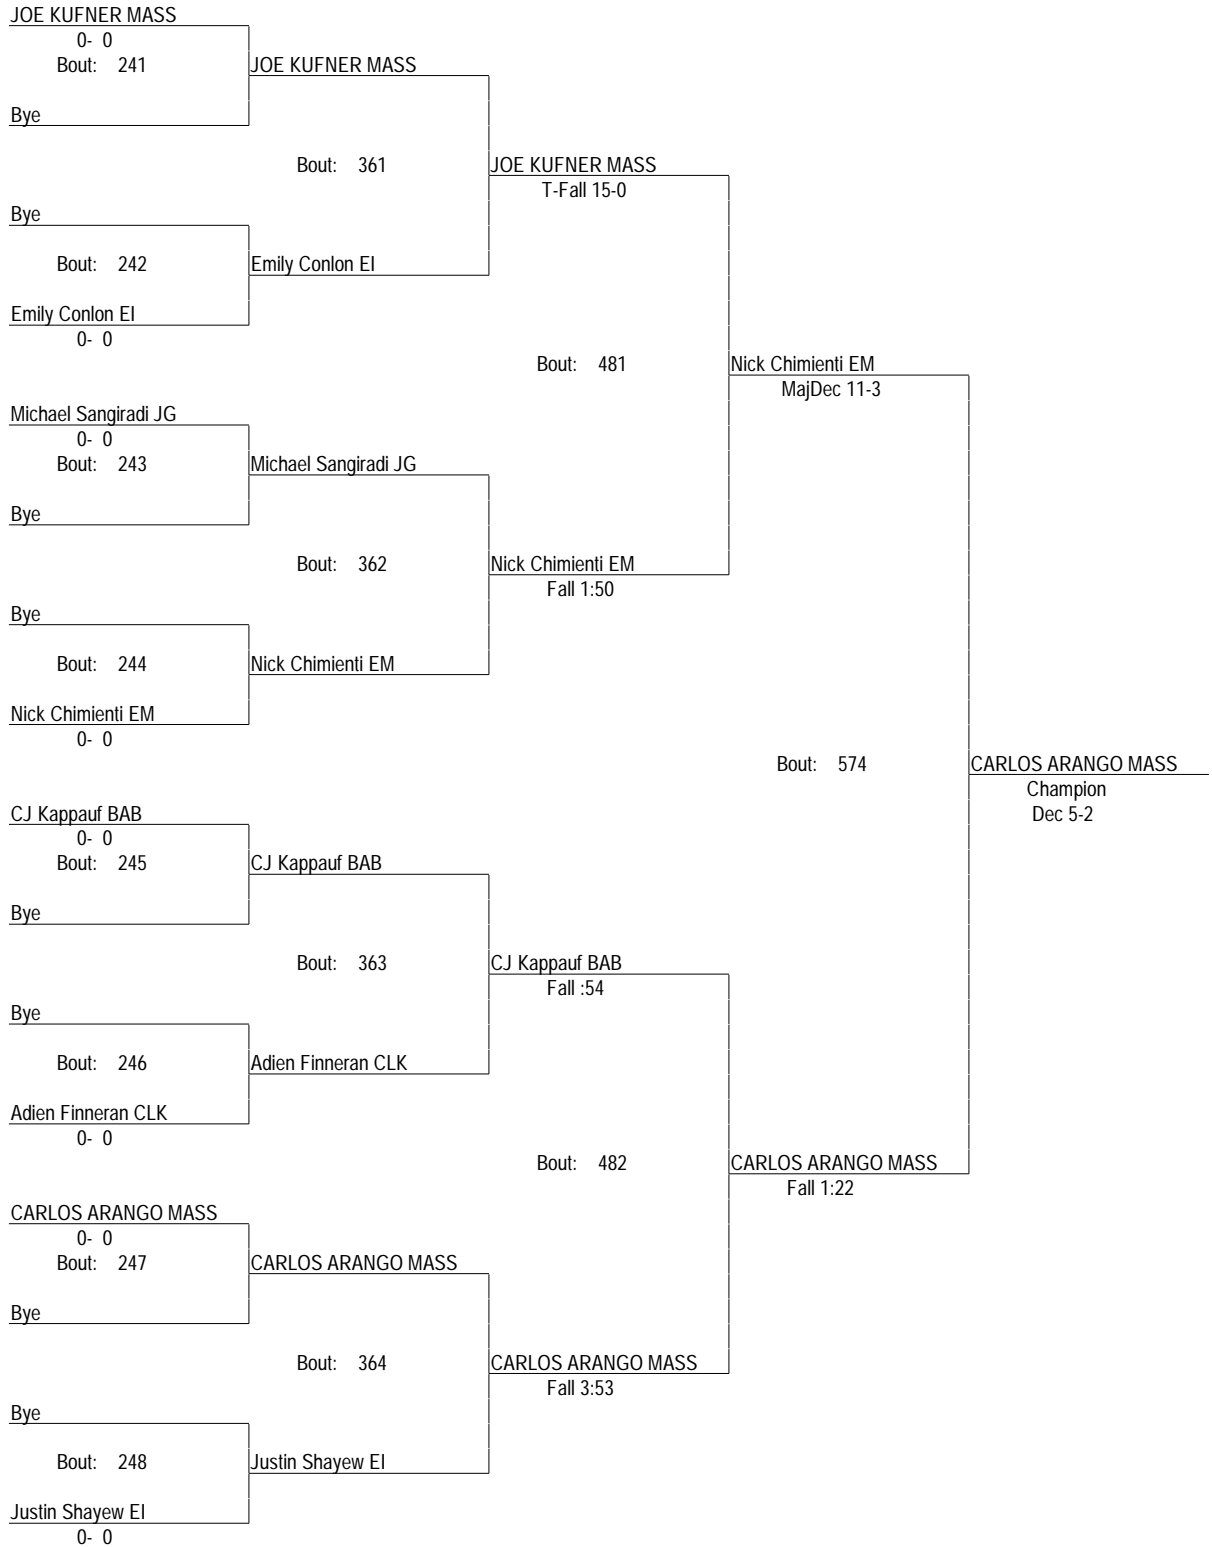 JOE KUFNER MASS
0- 0
Bout: 241 JOE KUFNER MASS
Bye
Bout: 361 JOE KUFNER MASS
T-Fall 15-0
Bye
Bout: 242 Emily Conlon EI
Emily Conlon EI
0- 0
Bout: 481 Nick Chimienti EM
MajDec 11-3
Michael Sangiradi JG
0- 0
Bout: 243 Michael Sangiradi JG
Bye
Bout: 362 Nick Chimienti EM
Fall 1:50
Bye
Bout: 244 Nick Chimienti EM
Nick Chimienti EM
0- 0
Bout: 574 CARLOS ARANGO MASS
Champion
Dec 5-2
CJ Kappauf BAB
0- 0
Bout: 245 CJ Kappauf BAB
Bye
Bout: 363 CJ Kappauf BAB
Fall :54
Bye
Bout: 246 Adien Finneran CLK
Adien Finneran CLK
0- 0
Bout: 482 CARLOS ARANGO MASS
Fall 1:22
CARLOS ARANGO MASS
0- 0
Bout: 247 CARLOS ARANGO MASS
Bye
Bout: 364 CARLOS ARANGO MASS
Fall 3:53
Bye
Bout: 248 Justin Shayew EI
Justin Shayew EI
0- 0